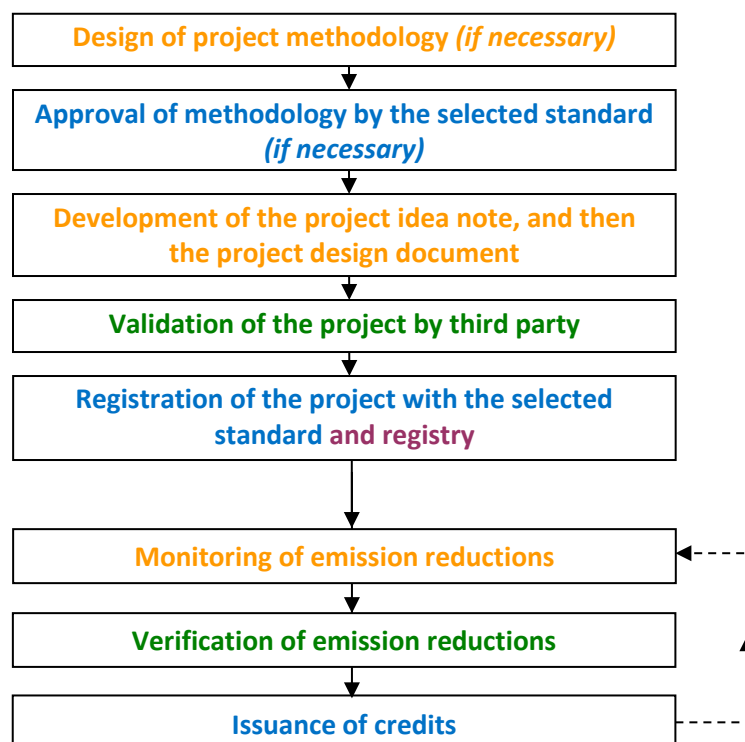 Design of project methodology (if necessary)
Approval of methodology by the selected standard
(if necessary)
Development of the project idea note, and then
the project design document
Validation of the project by third party
Registration of the project with the selected
standard and registry
Monitoring of emission reductions
Verification of emission reductions
Issuance of credits